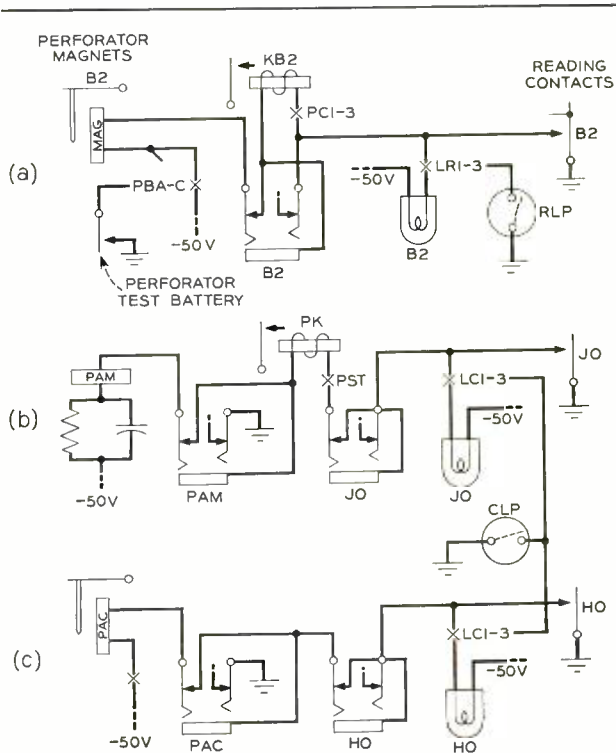 PERFORATOR
MAGNETS
B2
MAG
KB2
PC1-3
READING
CONTACTS
B2
(a)
PBA-C
-50V
-50V
LR1-3
RLP
B2
B2
PERFORATOR
TEST BATTERY
PK
JO
PAM
PST
LC1-3
(b)
-50V
-50V
PAM
JO
JO
CLP
PAC
HO
LC1-3
(c)
-50V
-50V
PAC
HO
HO